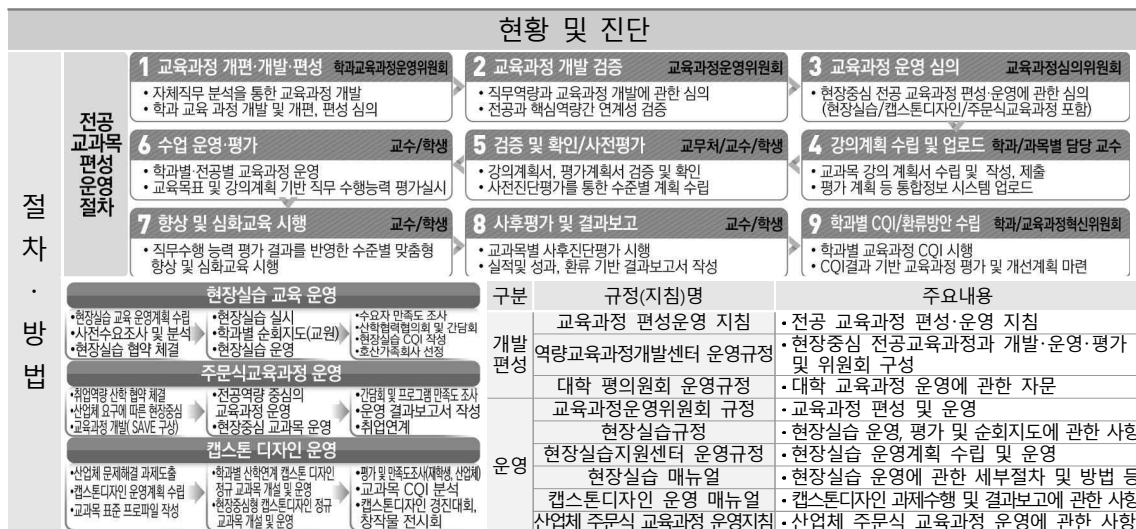 현황 및 진단
절차·방법
전공
교과목
편성
운영
절차
1 교육과정 개편·개발·편성 학과교육과정운영위원회
• 자체직무 분석을 통한 교육과정 개발
• 학과 교육 과정 개발 및 개편, 편성 심의
2 교육과정 개발 검증 교육과정운영위원회
• 직무역량과 교육과정 개발에 관한 심의
• 전공과 핵심역량간 연계성 검증
3 교육과정 운영 심의 교육과정심의위원회
• 현장중심 전공 교육과정 편성·운영에 관한 심의
(현장실습/캡스톤디자인/주문식교육과정 포함)
6 수업 운영·평가 교수/학생
• 학과별·전공별 교육과정 운영
• 교육목표 및 강의계획 기반 직무 수행능력 평가실시
5 검증 및 확인/사전평가 교무처/교수/학생
• 강의계획서, 평가계획서 검증 및 확인
• 사전진단평가를 통한 수준별 계획 수립
4 강의계획 수립 및 업로드 학과/과목별 담당 교수
• 교과목 강의 계획서 수립 및 작성, 제출
• 평가 계획 등 통합정보 시스템 업로드
7 향상 및 심화교육 시행 교수/학생
• 직무수행 능력 평가 결과를 반영한 수준별 맞춤형
향상 및 심화교육 시행
8 사후평가 및 결과보고 교수/학생
• 교과목별 사후진단평가 시행
• 실적및 성과, 환류 기반 결과보고서 작성
9 학과별 CQI/환류방안 수립 학과/교육과정혁신위원회
• 학과별 교육과정 CQI 시행
• CQI결과 기반 교육과정 평가 및 개선계획 마련
현장실습 교육 운영
•현장실습 교육 운영계획 수립
•사전수요조사 및 분석
•현장실습 협약 체결
•현장실습 실시
•학과별 순회지도(교원)
•현장실습 운영
•수요자 만족도 조사
•산학협력협의회 및 간담회
•현장실습 CQI 작성
•호산가족회사 선정
주문식교육과정 운영
•취업역량 산학 협약 체결
•산업체 요구에 따른 현장중심
•교육과정 개발( SAVE 구상)
•전공역량 중심의
교육과정 운영
•현장중심 교과목 운영
•간담회 및 프로그램 만족도 조사
•운영 결과보고서 작성
•취업연계
캡스톤 디자인 운영
•산업체 문제해결 과제도출
•캡스톤디자인 운영계획 수립
•교과목 표준 프로파일 작성
•학과별 산학연계 캡스톤 디자인
정규 교과목 개설 및 운영
•현장중심형 캡스톤디자인 정규
교과목 개설 및 운영
•평가 및 만족도조사(재학생, 산업체)
•교과목 CQI 분석
•캡스톤디자인 경진대회,
창작물 전시회
구분 규정(지침)명 주요내용
개발
편성
교육과정 편성운영 지침 • 전공 교육과정 편성·운영 지침
역량교육과정개발센터 운영규정 • 현장중심 전공교육과정과 개발·운영·평가
및 위원회 구성
대학 평의원회 운영규정 • 대학 교육과정 운영에 관한 자문
운영
교육과정운영위원회 규정 • 교육과정 편성 및 운영
현장실습규정 • 현장실습 운영, 평가 및 순회지도에 관한 사항
현장실습지원센터 운영규정 • 현장실습 운영계획 수립 및 운영
현장실습 매뉴얼 • 현장실습 운영에 관한 세부절차 및 방법 등
캡스톤디자인 운영 매뉴얼 • 캡스톤디자인 과제수행 및 결과보고에 관한 사항
산업체 주문식 교육과정 운영지침 • 산업체 주문식 교육과정 운영에 관한 사항